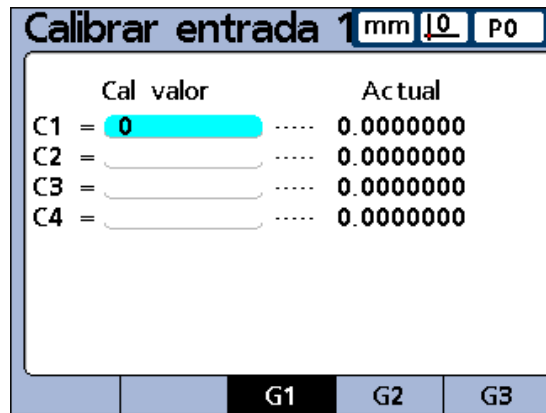 Calibrar entrada 1 mm 0 P0
Cal valor Actual
C1 = 0 ····· 0.0000000
C2 = ····· 0.0000000
C3 = ····· 0.0000000
C4 = ····· 0.0000000
G1 G2 G3